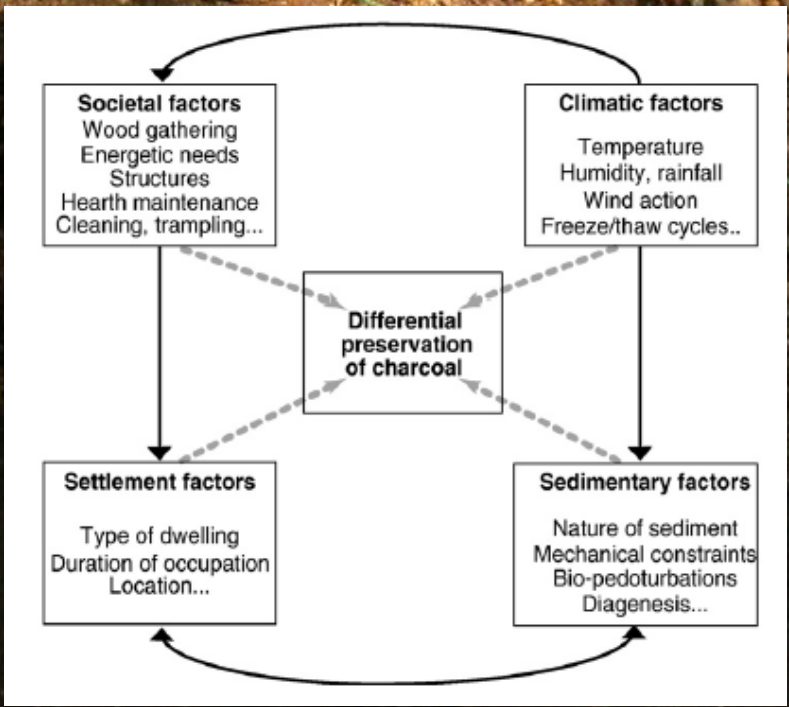 Societal factors
Wood gathering
Energetic needs
Structures
Hearth maintenance
Cleaning, trampling...
Climatic factors
Temperature
Humidity, rainfall
Wind action
Freeze/thaw cycles..
Differential
preservation
of charcoal
Settlement factors
Type of dwelling
Duration of occupation
Location...
Sedimentary factors
Nature of sediment
Mechanical constraints
Bio-pedoturbations
Diagenesis...